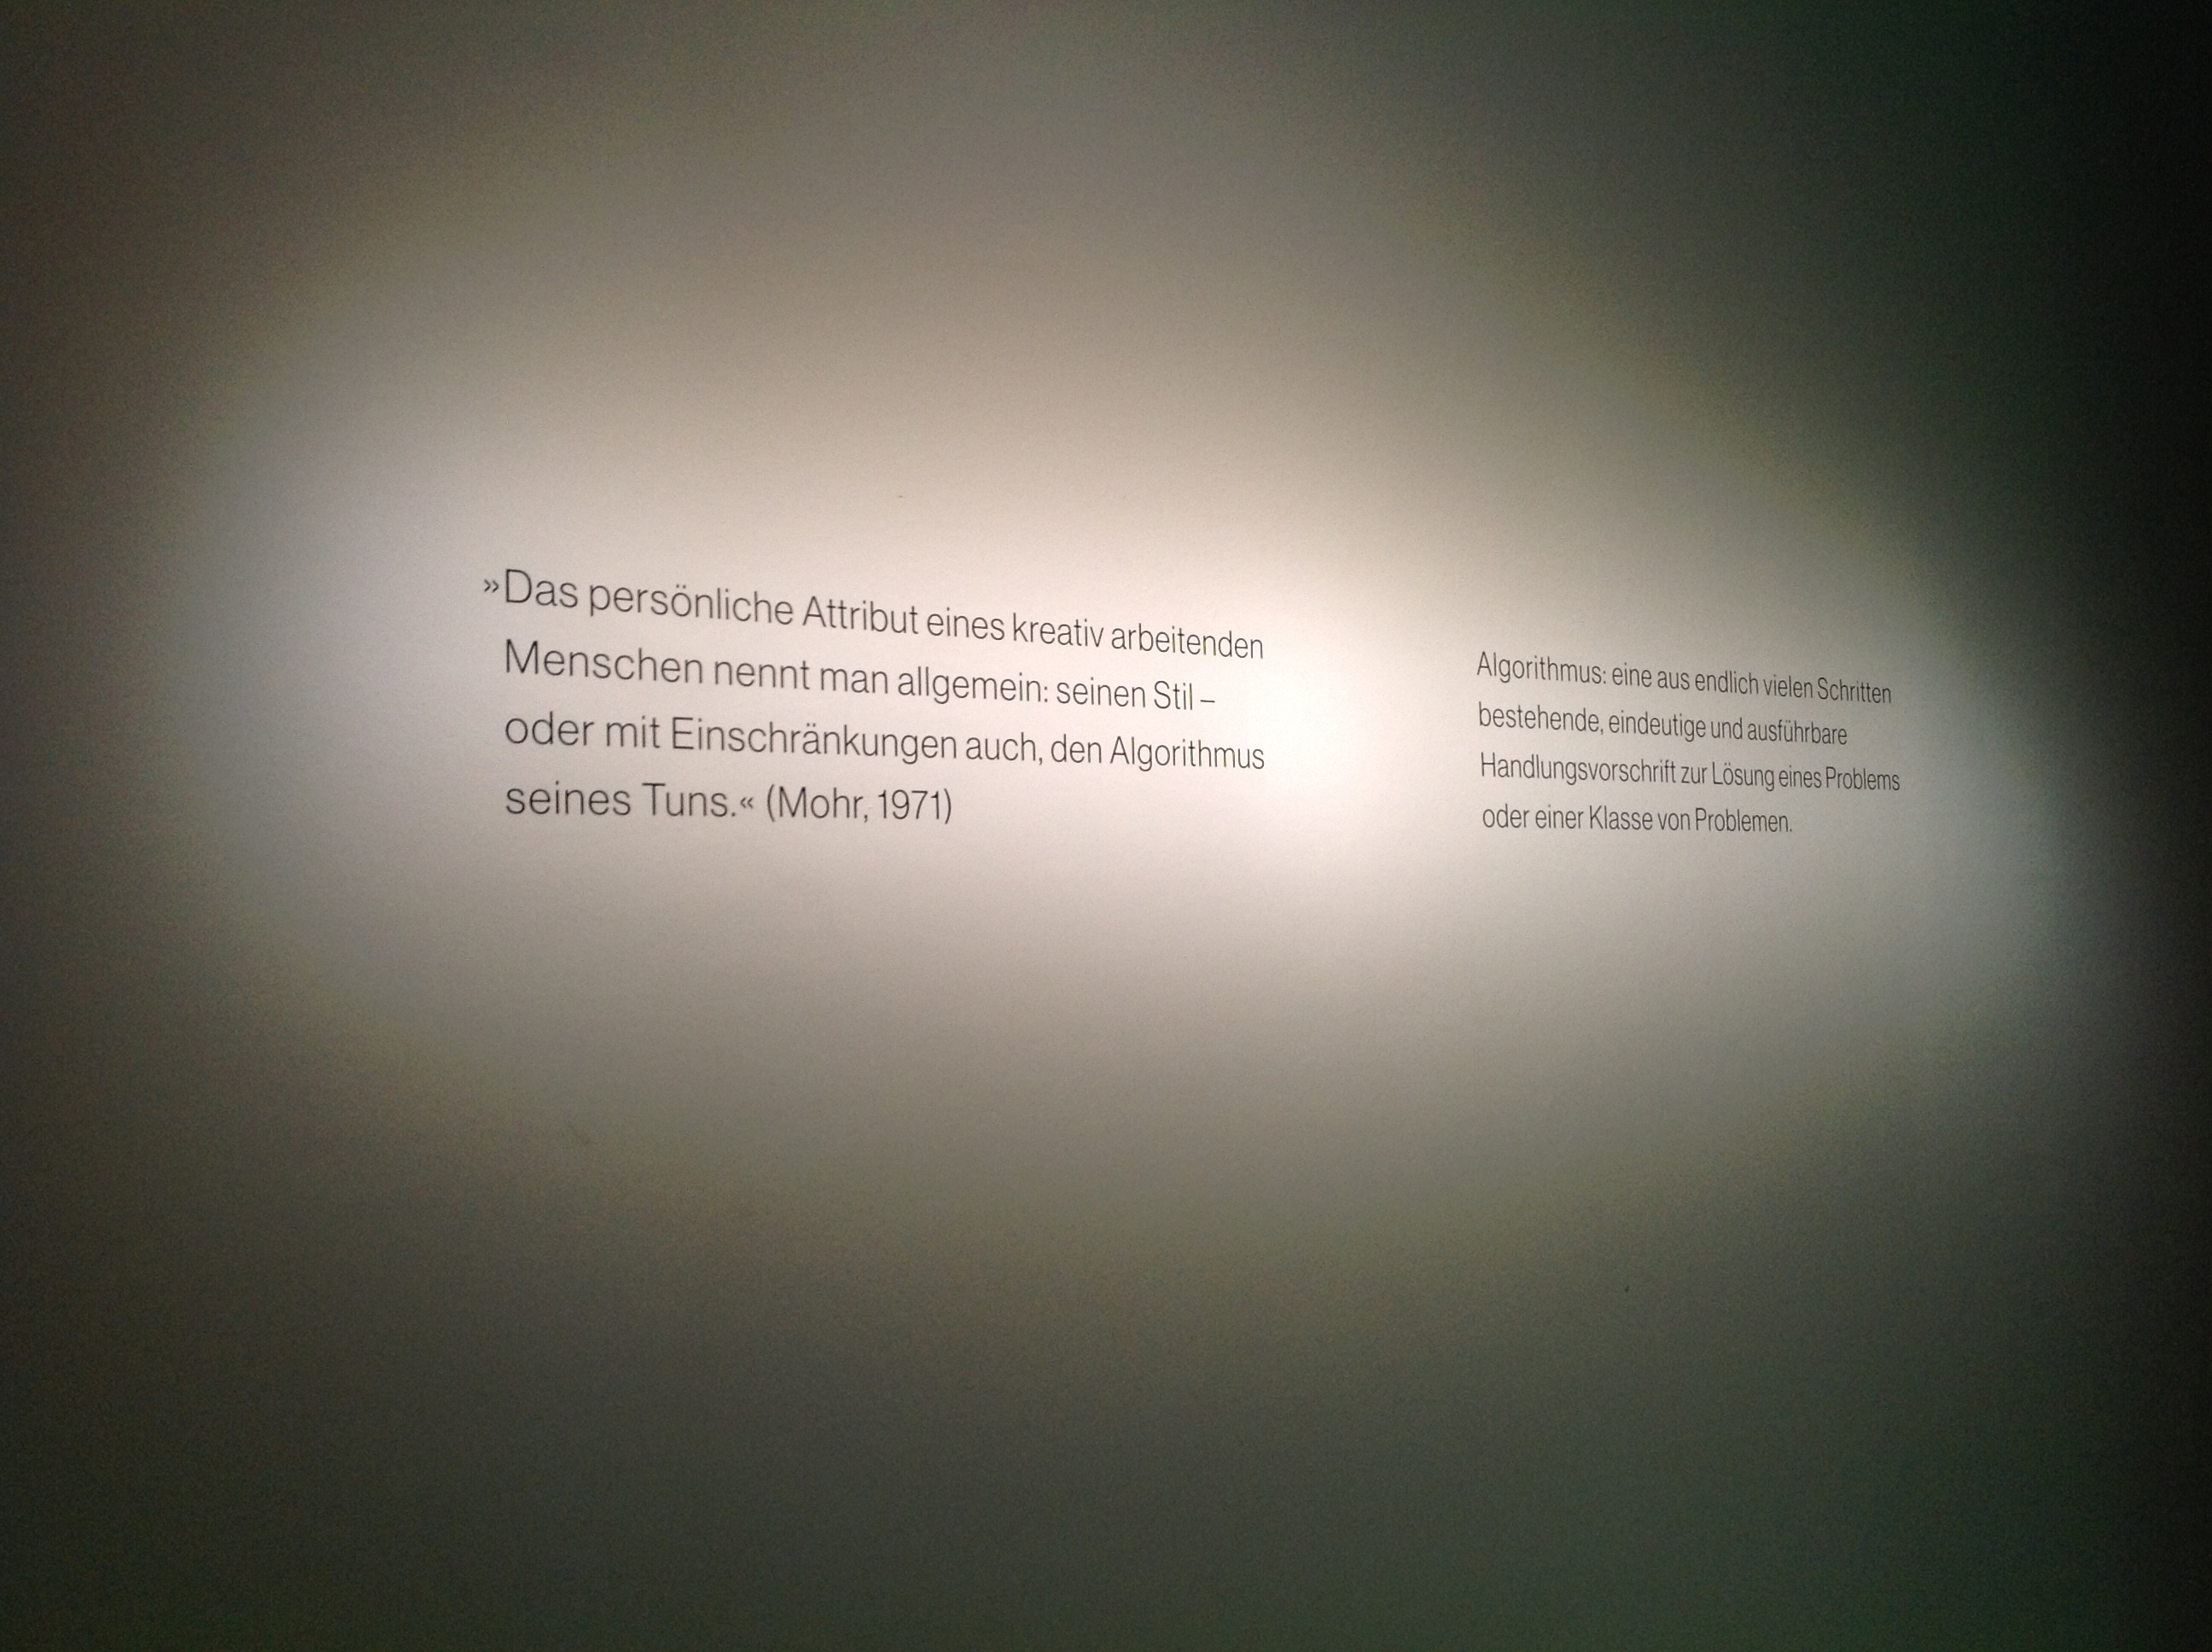 »Das persönliche Attribut eines kreativ arbeitenden
Menschen nennt man allgemein: seinen Stil –
oder mit Einschränkungen auch, den Algorithmus
seines Tuns.« (Mohr, 1971)
Algorithmus: eine aus endlich vielen Schritten
bestehende, eindeutige und ausführbare
Handlungsvorschrift zur Lösung eines Problems
oder einer Klasse von Problemen.